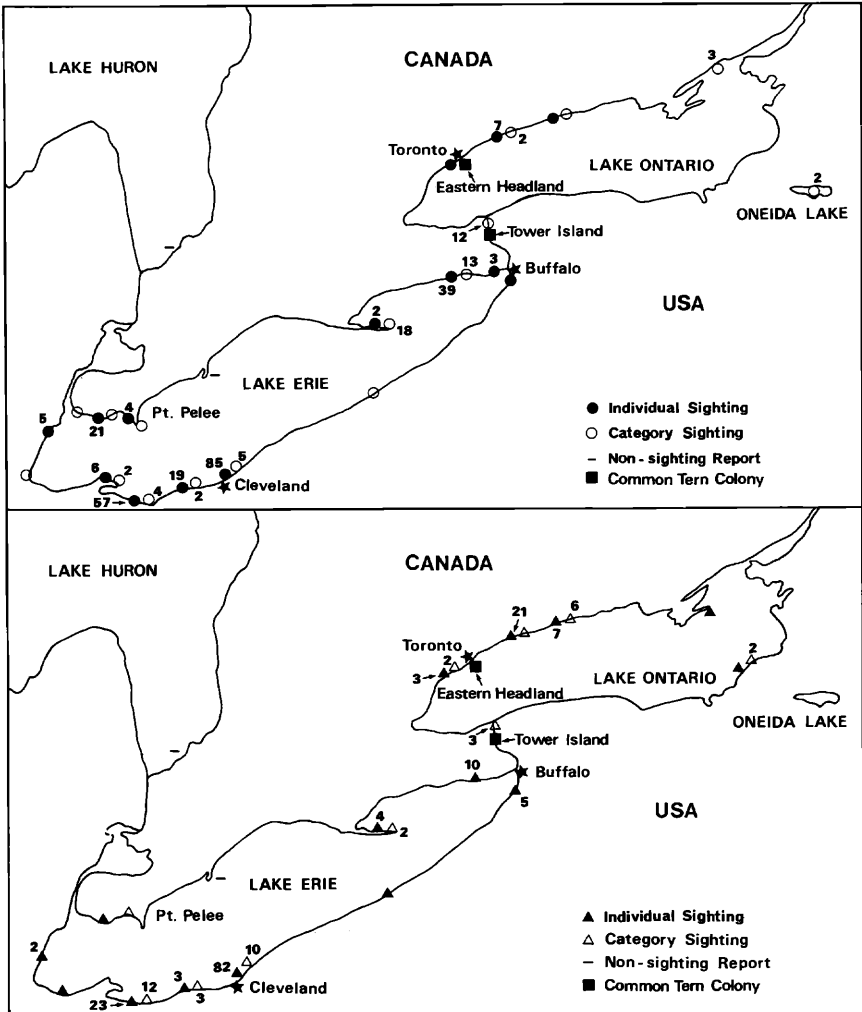 LAKE HURON
CANADA
3
7
2
Toronto
LAKE ONTARIO
Eastern Headland
2
ONEIDA LAKE
12
Tower Island
13
3
Buffalo
39
USA
2
18
LAKE ERIE
4
Pt. Pelee
5
21
Individual Sighting
Category Sighting
Non-sighting Report
Common Tern Colony
6
2
19
85
5
Cleveland
57
4
2
LAKE HURON
CANADA
21
6
7
Toronto
2
3
2
LAKE ONTARIO
Eastern Headland
ONEIDA LAKE
3
Tower Island
10
Buffalo
5
USA
4
2
LAKE ERIE
Pt. Pelee
Individual Sighting
Category Sighting
Non-sighting Report
Common Tern Colony
2
10
82
12
3
Cleveland
23
3